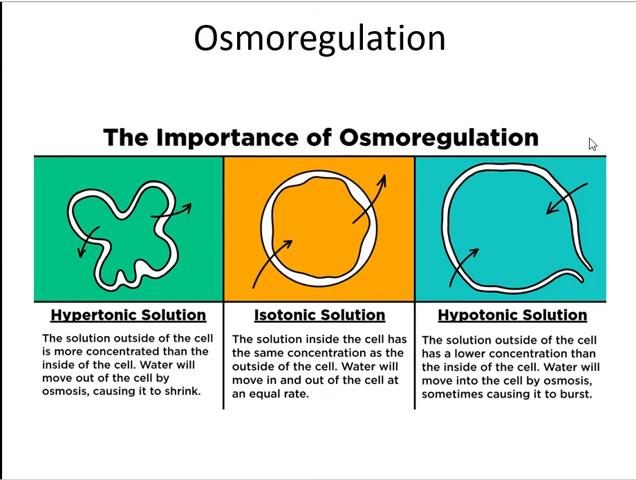 Osmoregulation
The Importance of Osmoregulation
Hypertonic Solution
The solution outside of the cell
is more concentrated than the
inside of the cell. Water will
move out of the cell by
osmosis, causing it to shrink.
Isotonic Solution
The solution inside the cell has
the same concentration as the
outside of the cell. Water will
move in and out of the cell at
an equal rate.
Hypotonic Solution
The solution outside of the cell
has a lower concentration than
the inside of the cell. Water will
move into the cell by osmosis,
sometimes causing it to burst.